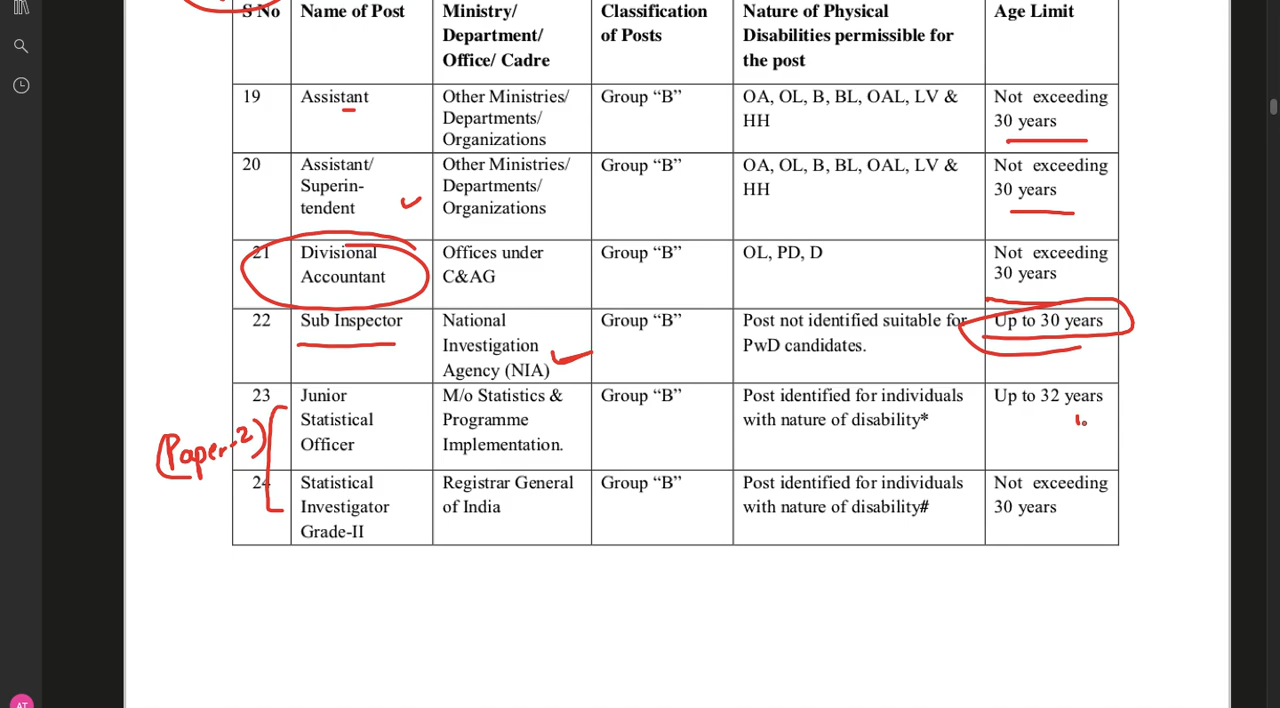 S No Name of Post Ministry/ Department/ Office/ Cadre Classification of Posts Nature of Physical Disabilities permissible for the post Age Limit
19 Assistant Other Ministries/ Departments/ Organizations Group “B” OA, OL, B, BL, OAL, LV & HH Not exceeding 30 years
20 Assistant/ Superin- tendent Other Ministries/ Departments/ Organizations Group “B” OA, OL, B, BL, OAL, LV & HH Not exceeding 30 years
21 Divisional Accountant Offices under C&AG Group “B” OL, PD, D Not exceeding 30 years
22 Sub Inspector National Investigation Agency (NIA) Group “B” Post not identified suitable for PwD candidates. Up to 30 years
23 Junior Statistical Officer M/o Statistics & Programme Implementation. Group “B” Post identified for individuals with nature of disability* Up to 32 years
(Paper-2)
24 Statistical Investigator Grade-II Registrar General of India Group “B” Post identified for individuals with nature of disability# Not exceeding 30 years
AT